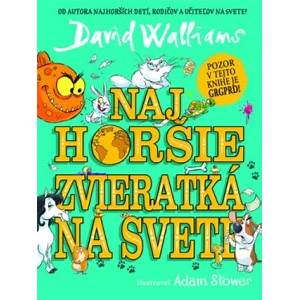 OD AUTORA NAJHORŠÍCH DETÍ, RODIČOV A UČITEĽOV NA SVETE!
David Walliams
POZOR
V TEJTO
KNIHE JE
GRGPRD!
NAJ
HORŠIE
ZVIERATKÁ
NA SVETE
Ilustroval Adam Stower